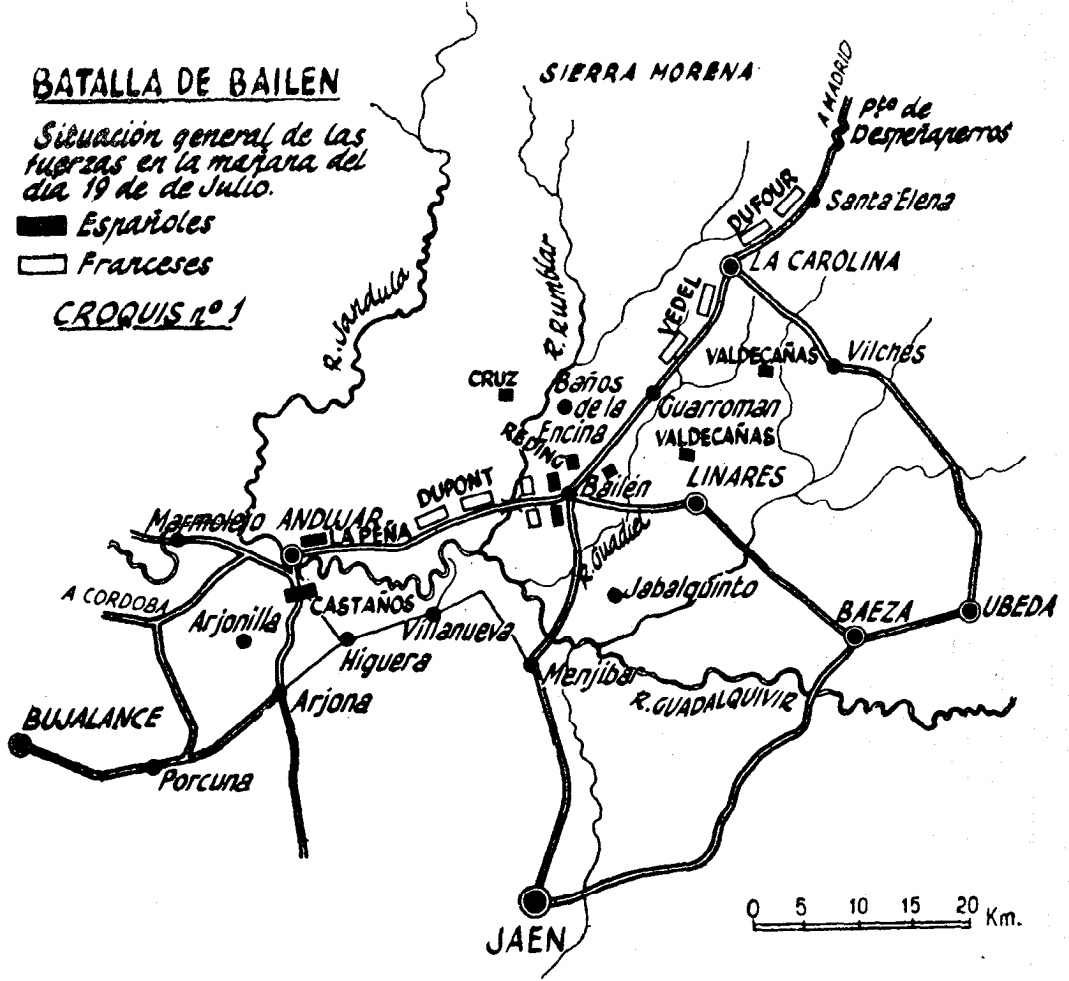 BATALLA DE BAILEN
Situación general de las
fuerzas en la mañana del
día 19 de de Julio.
Españoles
Franceses
CROQUIS nº 1
SIERRA MORENA
A MADRID
Pto de
Despeñaperros
Santa Elena
DUFOUR
LA CAROLINA
VEDEL
R. Jandula
R. Rumblar
VALDECAÑAS
Vilches
CRUZ
Baños
de la
Encina
Guarroman
REDING
VALDECAÑAS
DUPONT
Bailén
LINARES
Marmolejo
ANDUJAR
LA PEÑA
R. Guadiel
A CORDOBA
CASTAÑOS
Jabalquinto
Arjonilla
Villanueva
BAEZA
UBEDA
Higuera
Menjibar
R. GUADALQUIVIR
Arjona
BUJALANCE
Porcuna
JAEN
0 5 10 15 20 Km.